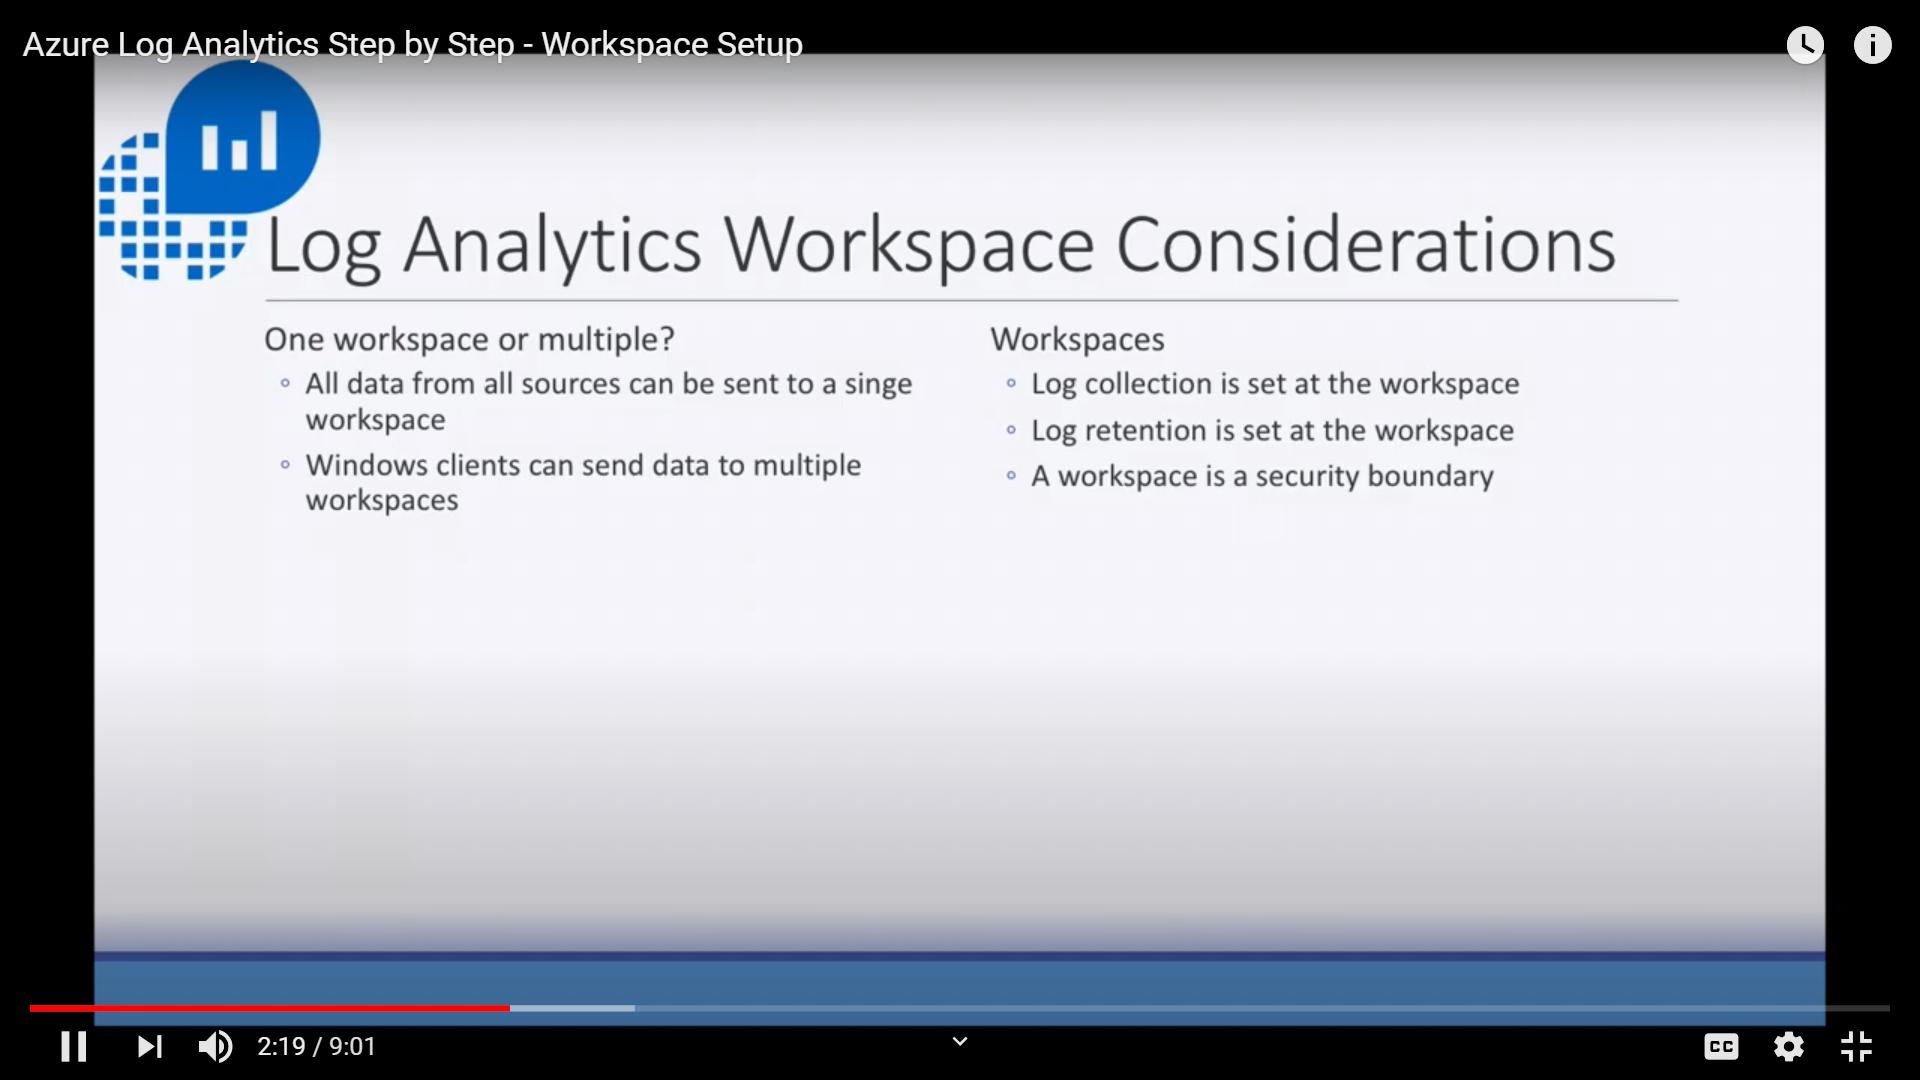 Azure Log Analytics Step by Step - Workspace Setup
Log Analytics Workspace Considerations
One workspace or multiple?
◦ All data from all sources can be sent to a singe
workspace
◦ Windows clients can send data to multiple
workspaces
Workspaces
◦ Log collection is set at the workspace
◦ Log retention is set at the workspace
◦ A workspace is a security boundary
2:19 / 9:01
CC